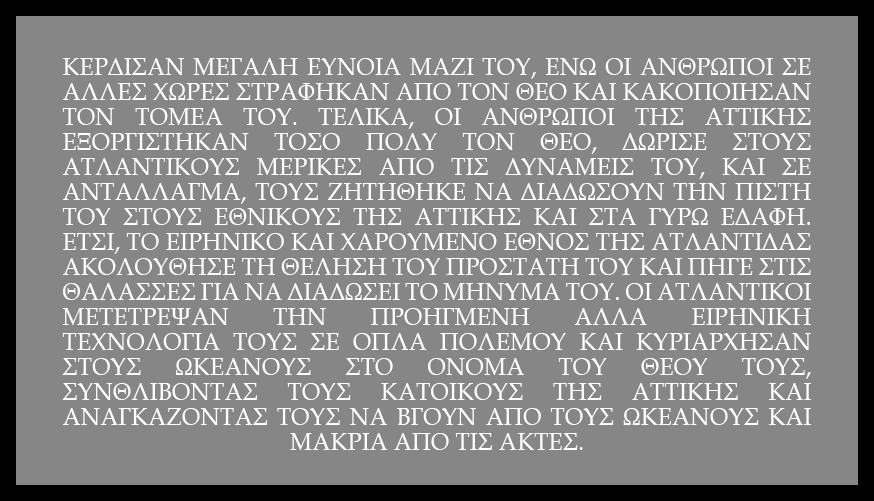 ΚΕΡΔΙΣΑΝ ΜΕΓΑΛΗ ΕΥΝΟΙΑ ΜΑΖΙ ΤΟΥ, ΕΝΩ ΟΙ ΑΝΘΡΩΠΟΙ ΣΕ
ΑΛΛΕΣ ΧΩΡΕΣ ΣΤΡΑΦΗΚΑΝ ΑΠΟ ΤΟΝ ΘΕΟ ΚΑΙ ΚΑΚΟΠΟΙΗΣΑΝ
ΤΟΝ ΤΟΜΕΑ ΤΟΥ. ΤΕΛΙΚΑ, ΟΙ ΑΝΘΡΩΠΟΙ ΤΗΣ ΑΤΤΙΚΗΣ
ΕΞΟΡΓΙΣΤΗΚΑΝ ΤΟΣΟ ΠΟΛΥ ΤΟΝ ΘΕΟ, ΔΩΡΙΣΕ ΣΤΟΥΣ
ΑΤΛΑΝΤΙΚΟΥΣ ΜΕΡΙΚΕΣ ΑΠΟ ΤΙΣ ΔΥΝΑΜΕΙΣ ΤΟΥ, ΚΑΙ ΣΕ
ΑΝΤΑΛΛΑΓΜΑ, ΤΟΥΣ ΖΗΤΗΘΗΚΕ ΝΑ ΔΙΑΔΩΣΟΥΝ ΤΗΝ ΠΙΣΤΗ
ΤΟΥ ΣΤΟΥΣ ΕΘΝΙΚΟΥΣ ΤΗΣ ΑΤΤΙΚΗΣ ΚΑΙ ΣΤΑ ΓΥΡΩ ΕΔΑΦΗ.
ΕΤΣΙ, ΤΟ ΕΙΡΗΝΙΚΟ ΚΑΙ ΧΑΡΟΥΜΕΝΟ ΕΘΝΟΣ ΤΗΣ ΑΤΛΑΝΤΙΔΑΣ
ΑΚΟΛΟΥΘΗΣΕ ΤΗ ΘΕΛΗΣΗ ΤΟΥ ΠΡΟΣΤΑΤΗ ΤΟΥ ΚΑΙ ΠΗΓΕ ΣΤΙΣ
ΘΑΛΑΣΣΕΣ ΓΙΑ ΝΑ ΔΙΑΔΩΣΕΙ ΤΟ ΜΗΝΥΜΑ ΤΟΥ. ΟΙ ΑΤΛΑΝΤΙΚΟΙ
ΜΕΤΕΤΡΕΨΑΝ ΤΗΝ ΠΡΟΗΓΜΕΝΗ ΑΛΛΑ ΕΙΡΗΝΙΚΗ
ΤΕΧΝΟΛΟΓΙΑ ΤΟΥΣ ΣΕ ΟΠΛΑ ΠΟΛΕΜΟΥ ΚΑΙ ΚΥΡΙΑΡΧΗΣΑΝ
ΣΤΟΥΣ ΩΚΕΑΝΟΥΣ ΣΤΟ ΟΝΟΜΑ ΤΟΥ ΘΕΟΥ ΤΟΥΣ,
ΣΥΝΘΛΙΒΟΝΤΑΣ ΤΟΥΣ ΚΑΤΟΙΚΟΥΣ ΤΗΣ ΑΤΤΙΚΗΣ ΚΑΙ
ΑΝΑΓΚΑΖΟΝΤΑΣ ΤΟΥΣ ΝΑ ΒΓΟΥΝ ΑΠΟ ΤΟΥΣ ΩΚΕΑΝΟΥΣ ΚΑΙ
ΜΑΚΡΙΑ ΑΠΟ ΤΙΣ ΑΚΤΕΣ.